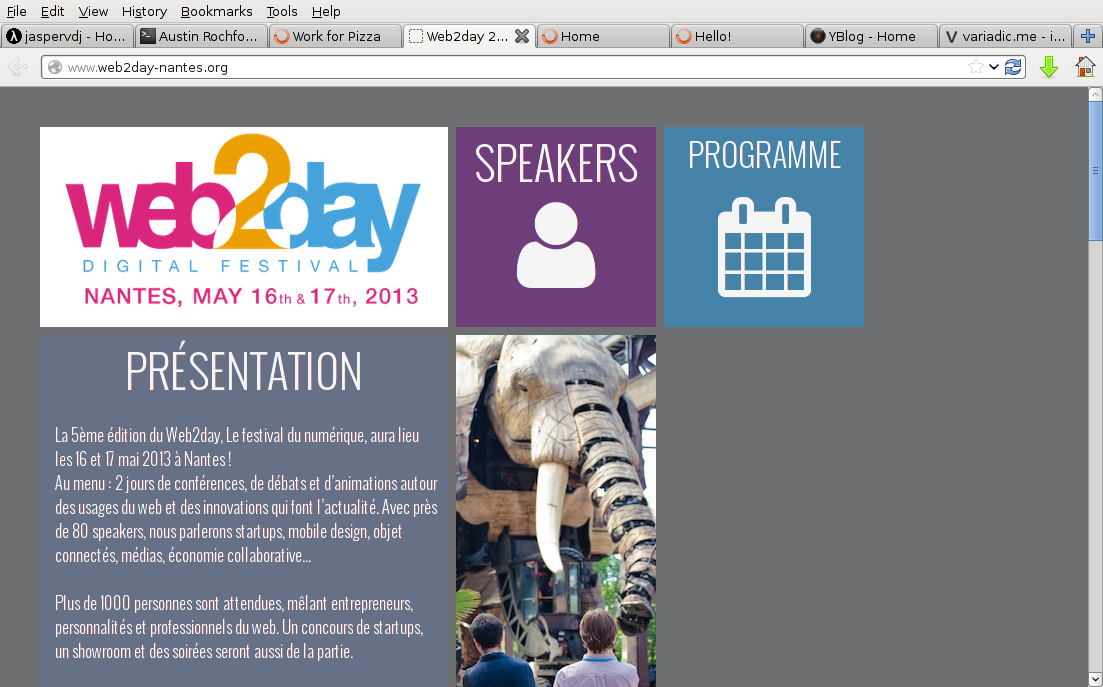 File Edit View History Bookmarks Tools Help
jaspervdj - Ho... Austin Rochfo... Work for Pizza Web2day 2... Home Hello! YBlog - Home variadic.me - i...
www.web2day-nantes.org
web2day
DIGITAL FESTIVAL
NANTES, MAY 16th & 17th, 2013
SPEAKERS
PROGRAMME
PRÉSENTATION
La 5ème édition du Web2day, Le festival du numérique, aura lieu
les 16 et 17 mai 2013 à Nantes !
Au menu : 2 jours de conférences, de débats et d'animations autour
des usages du web et des innovations qui font l'actualité. Avec près
de 80 speakers, nous parlerons startups, mobile design, objet
connectés, médias, économie collaborative...
Plus de 1000 personnes sont attendues, mêlant entrepreneurs,
personnalités et professionnels du web. Un concours de startups,
un showroom et des soirées seront aussi de la partie.